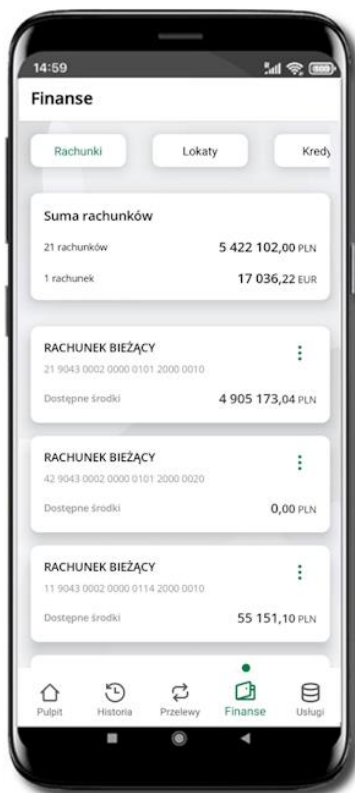 14:59
Finanse
Rachunki Lokaty Kredy
Suma rachunków
21 rachunków 5 422 102,00 PLN
1 rachunek 17 036,22 EUR
RACHUNEK BIEŻĄCY
21 9043 0002 0000 0101 2000 0010
Dostępne środki 4 905 173,04 PLN
RACHUNEK BIEŻĄCY
42 9043 0002 0000 0101 2000 0020
Dostępne środki 0,00 PLN
RACHUNEK BIEŻĄCY
11 9043 0002 0000 0114 2000 0010
Dostępne środki 55 151,10 PLN
Pulpit Historia Przelewy Finanse Usługi